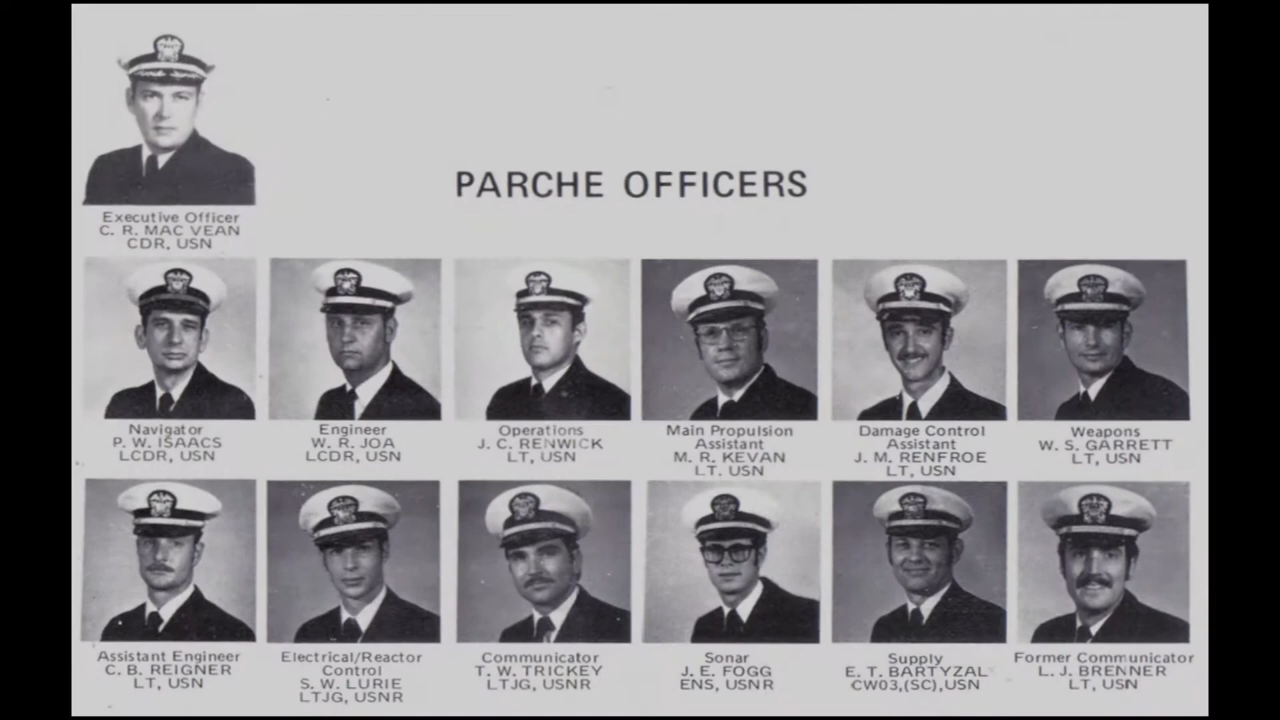 PARCHE OFFICERS
Executive Officer
C. R. MAC VEAN
CDR, USN
Navigator
P. W. ISAACS
LCDR, USN
Engineer
W. R. JOA
LCDR, USN
Operations
J. C. RENWICK
LT, USN
Main Propulsion
Assistant
M. R. KEVAN
LT. USN
Damage Control
Assistant
J. M. RENFROE
LT, USN
Weapons
W. S. GARRETT
LT, USN
Assistant Engineer
C. B. REIGNER
LT, USN
Electrical/Reactor
Control
S. W. LURIE
LTJG, USNR
Communicator
T. W. TRICKEY
LTJG, USNR
Sonar
J. E. FOGG
ENS, USNR
Supply
E. T. BARTYZAL
CW03,(SC),USN
Former Communicator
L. J. BRENNER
LT, USN